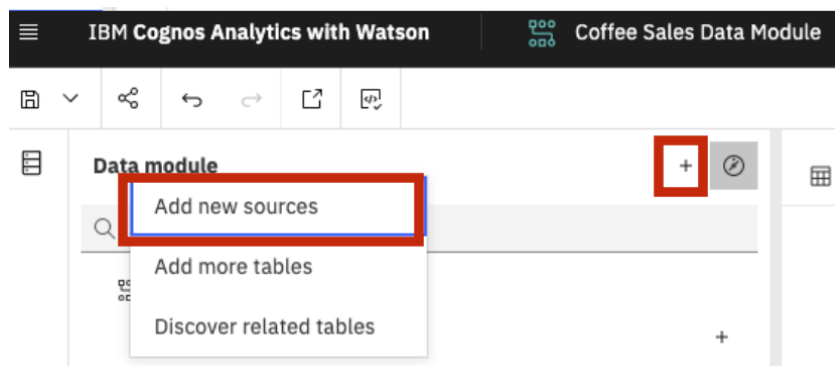 IBM Cognos Analytics with Watson
Coffee Sales Data Module
Data module
Add new sources
Add more tables
Discover related tables